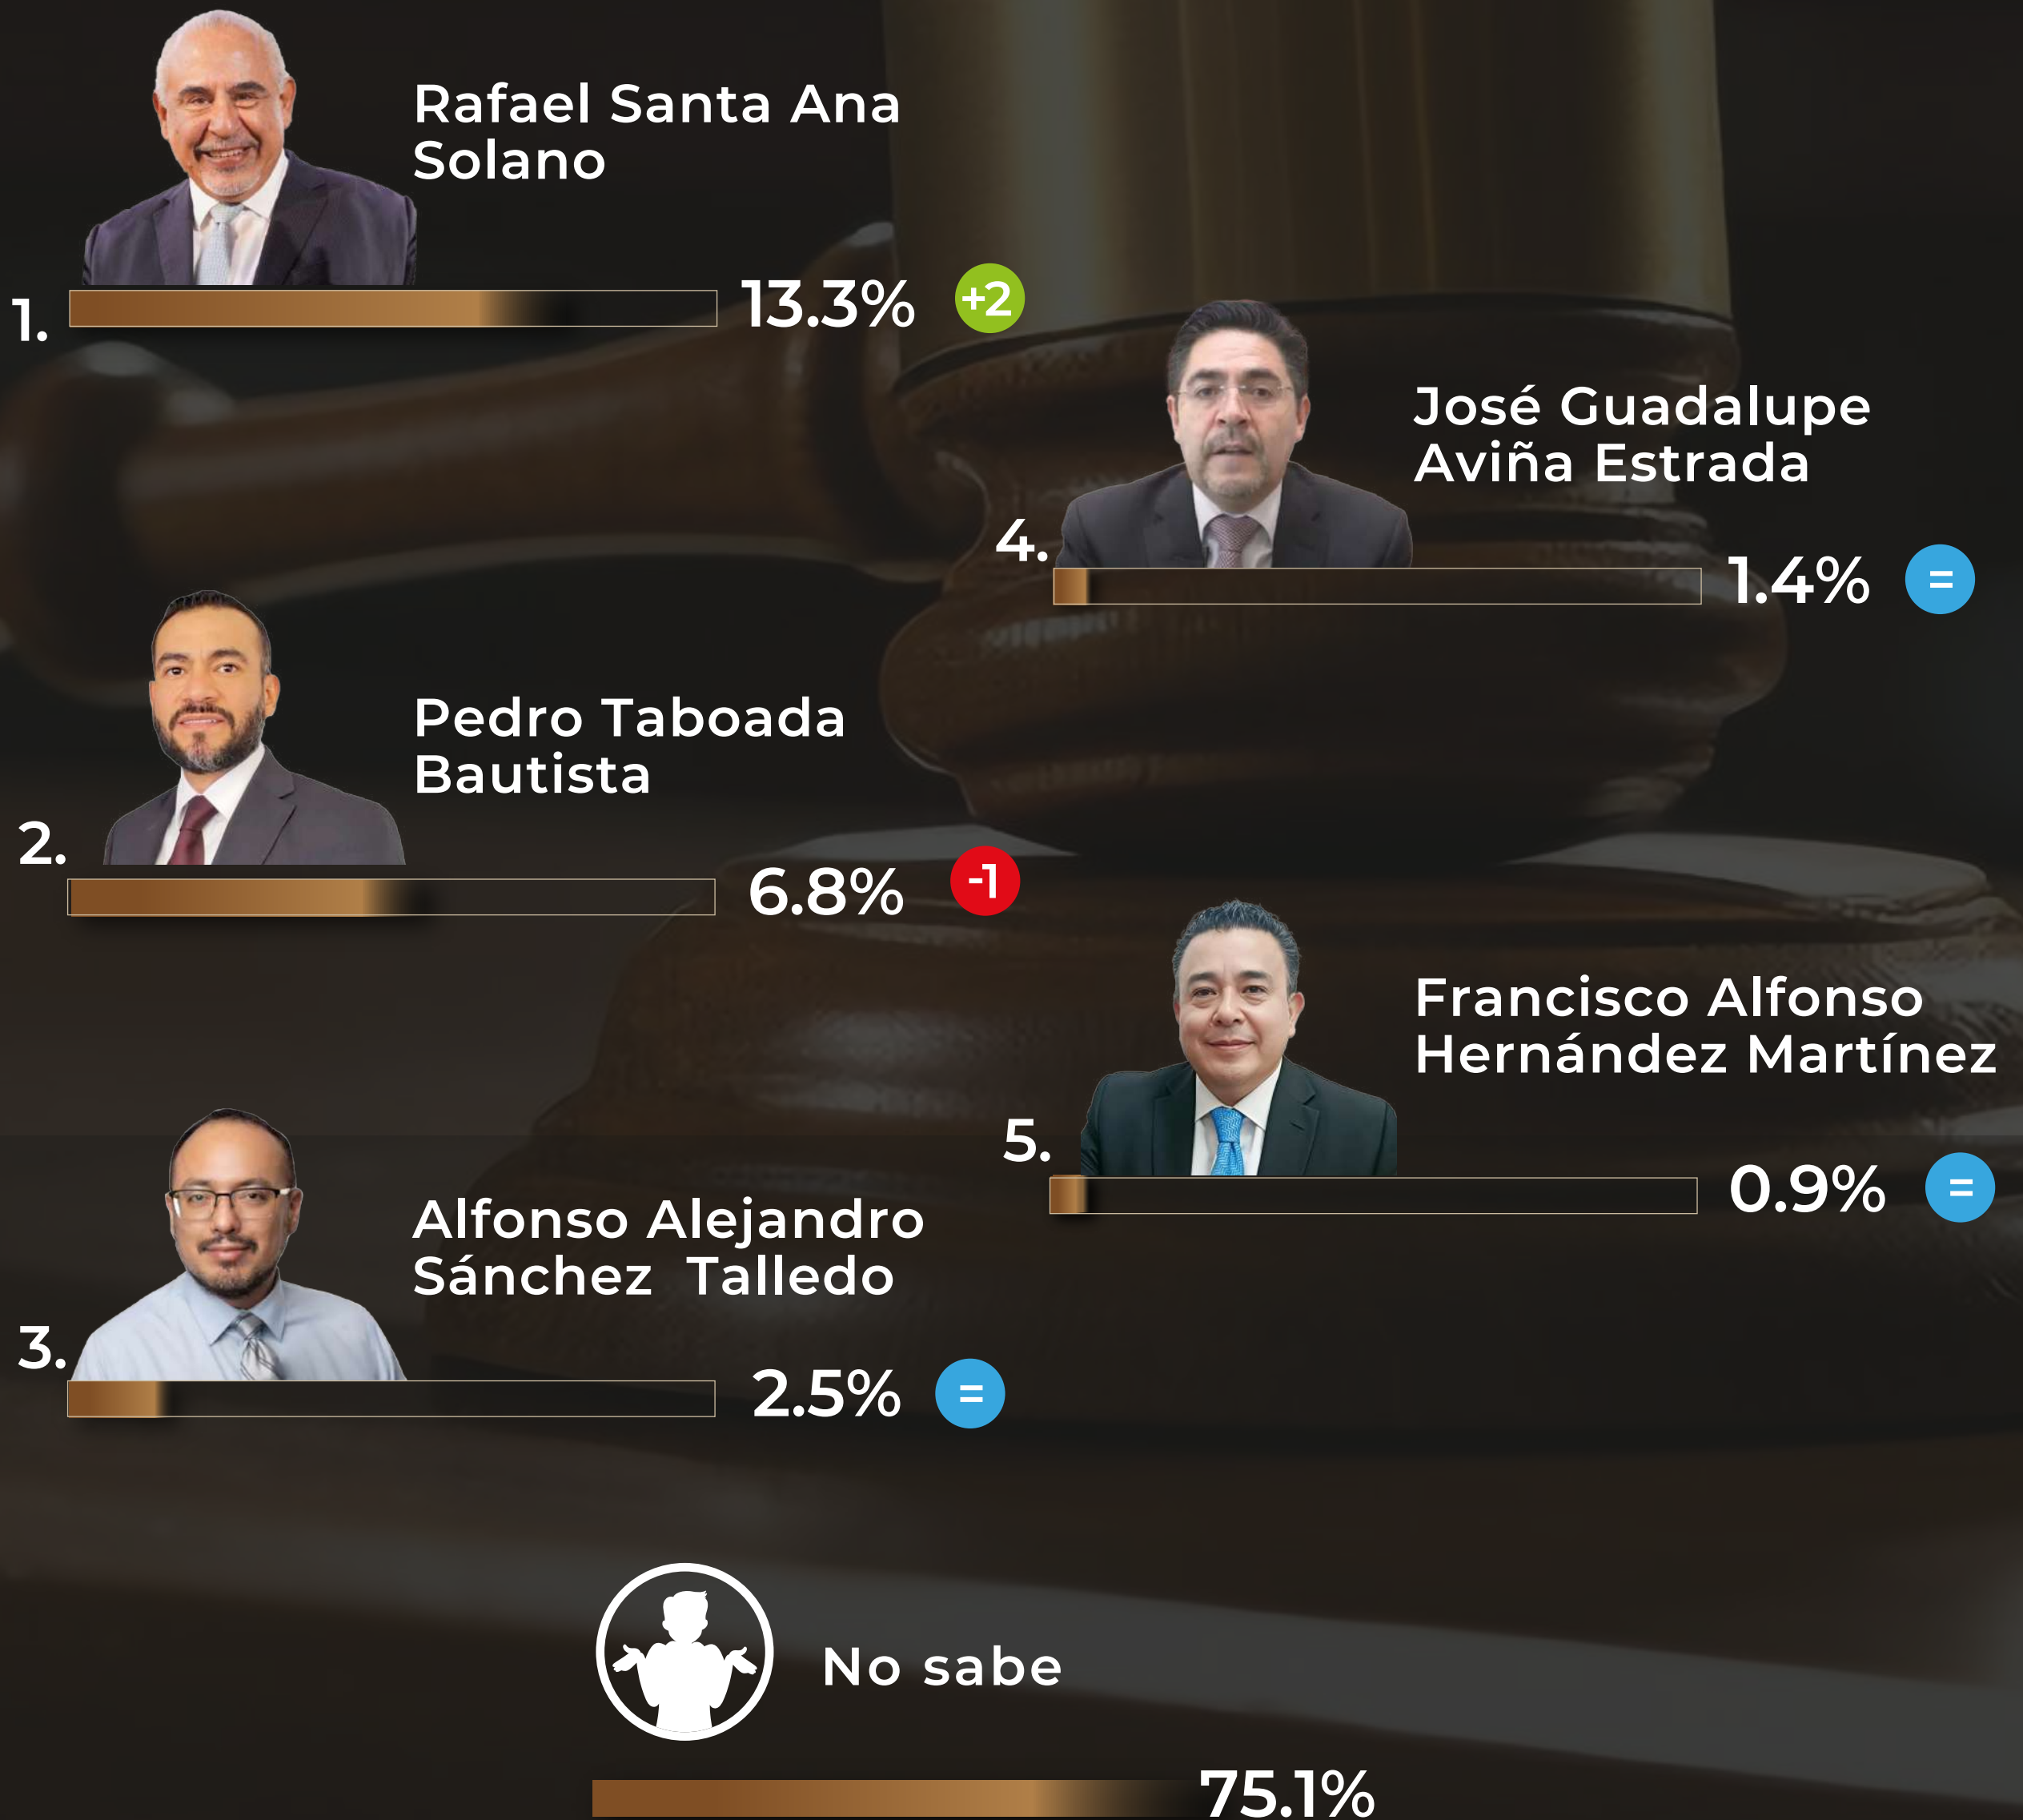 Rafael Santa Ana
Solano
1.
13.3%
+2
Pedro Taboada
Bautista
2.
6.8%
-1
Alfonso Alejandro
Sánchez Talledo
3.
2.5%
=
José Guadalupe
Aviña Estrada
4.
1.4%
=
Francisco Alfonso
Hernández Martínez
5.
0.9%
=
No sabe
75.1%